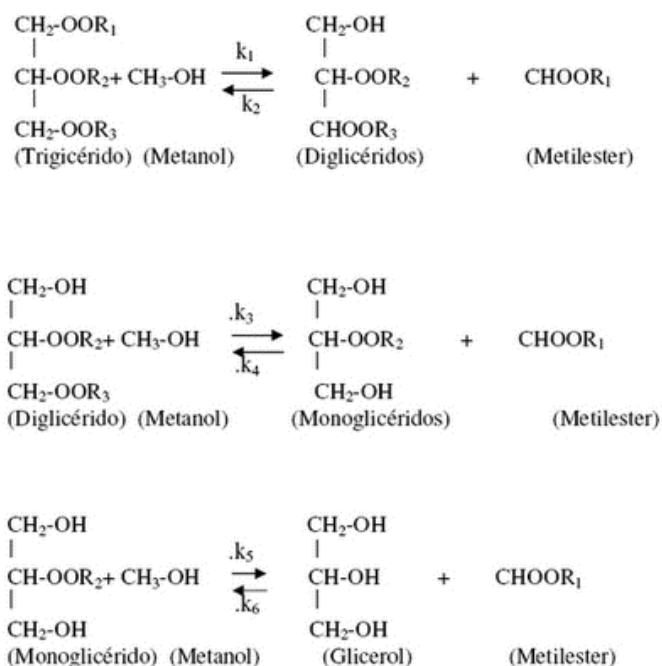 CH₂-OOR₁ CH₂-OH
| k₁ |
CH-OOR₂+ CH₃-OH CH-OOR₂ + CHOOR₁
| k₂ |
CH₂-OOR₃ CHOOR₃
(Trigicérido) (Metanol) (Diglicéridos) (Metilester)
CH₂-OH CH₂-OH
| .k₃ |
CH-OOR₂+ CH₃-OH CH-OOR₂ + CHOOR₁
| .k₄ |
CH₂-OOR₃ CH₂-OH
(Diglicérido) (Metanol) (Monoglicéridos) (Metilester)
CH₂-OH CH₂-OH
| .k₅ |
CH-OOR₂+ CH₃-OH CH-OH + CHOOR₁
| .k₆ |
CH₂-OH CH₂-OH
(Monoglicérido) (Metanol) (Glicerol) (Metilester)